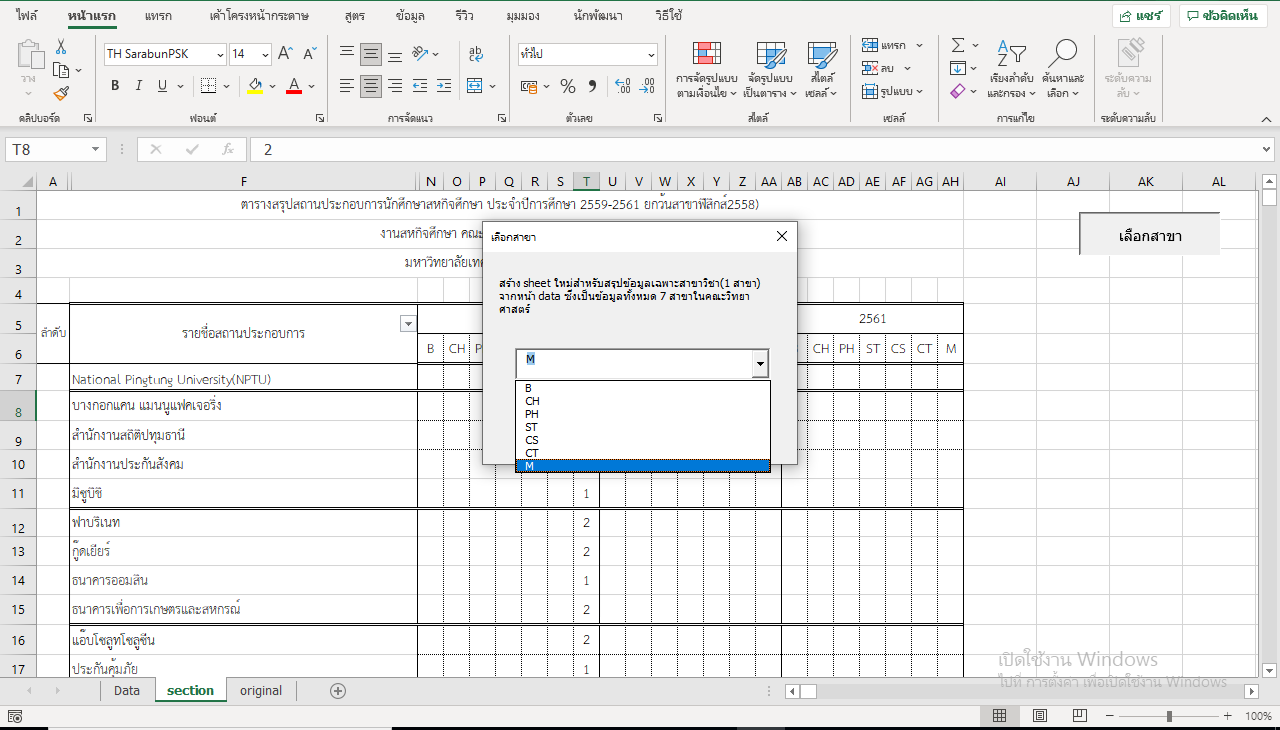 ไฟล์ หน้าแรก แทรก เค้าโครงหน้ากระดาษ สูตร ข้อมูล รีวิว มุมมอง นักพัฒนา วิธีใช้ แชร์ ข้อคิดเห็น
วาง TH SarabunPSK 14 ทั่วไป
B I U A
การจัดรูปแบบตามเงื่อนไข จัดรูปแบบเป็นตาราง สไตล์เซลล์
แทรก
ลบ
รูปแบบ
เรียงลำดับและกรอง ค้นหาและเลือก ระดับความลับ
คลิปบอร์ด ฟอนต์ การจัดแนว ตัวเลข สไตล์ เซลล์ การแก้ไข ระดับความลับ
T8 fx 2
A F N O P Q R S T U V W X Y Z AA AB AC AD AE AF AG AH AI AJ AK AL
1 ตารางสรุปสถานประกอบการนักศึกษาสหกิจศึกษา ประจำปีการศึกษา 2559-2561 ยกเว้นสาขาฟิสิกส์2558)
2 งานสหกิจศึกษา คณะ
3 มหาวิทยาลัยเทค
เลือกสาขา
4
5 ลำดับ รายชื่อสถานประกอบการ 2561
6 B CH CH PH ST CS CT M
7 National Pingtung University(NPTU)
8 บางกอกแคน แมนนูแฟคเจอริ่ง
9 สำนักงานสถิติปทุมธานี
10 สำนักงานประกันสังคม
11 มิซูบิชิ 1
12 ฟาบริเนท 2
13 กู๊ดเยียร์ 2
14 ธนาคารออมสิน 1
15 ธนาคารเพื่อการเกษตรและสหกรณ์ 2
16 แอ๊บโซลูทโซลูชีน 2
17 ประกันคุ้มภัย 1
เลือกสาขา
สร้าง sheet ใหม่สำหรับสรุปข้อมูลเฉพาะสาขาวิชา(1 สาขา)
จากหน้า data ซึ่งเป็นข้อมูลทั้งหมด 7 สาขาในคณะวิทยา
ศาสตร์
M
B
CH
PH
ST
CS
CT
M
เปิดใช้งาน Windows
ไปที่ การตั้งค่า เพื่อเปิดใช้งาน Windows
Data section original
100%